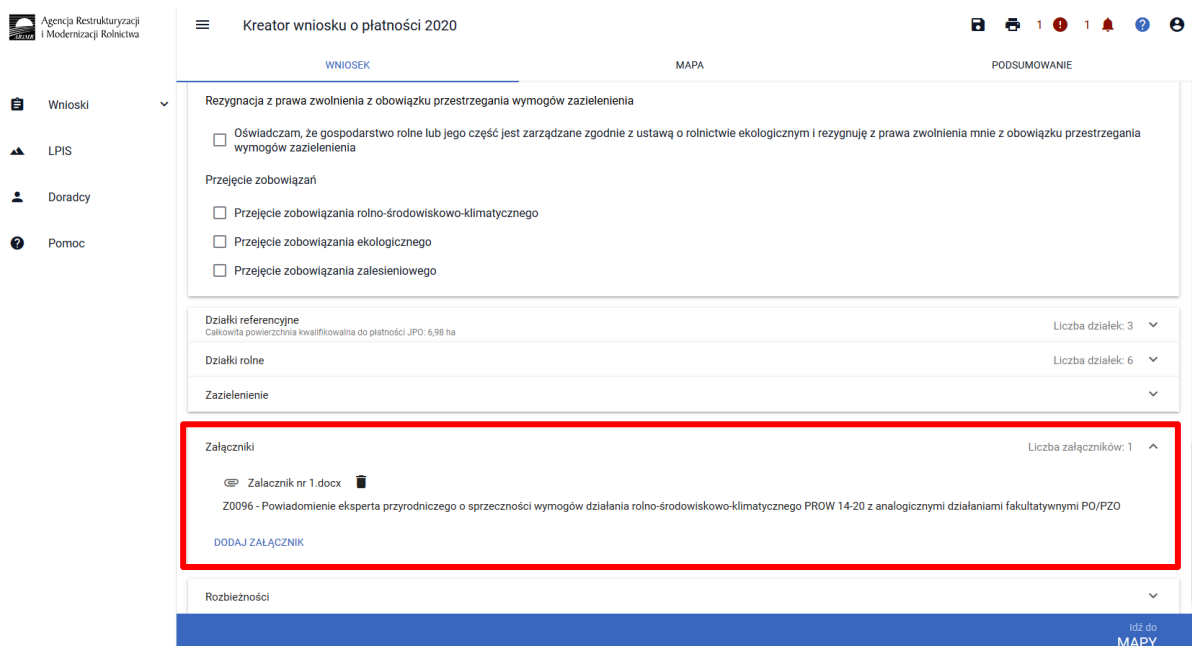 Agencja Restrukturyzacji
i Modernizacji Rolnictwa
ARiMR
Kreator wniosku o płatności 2020
1
1
WNIOSEK
MAPA
PODSUMOWANIE
Wnioski
LPIS
Doradcy
Pomoc
Rezygnacja z prawa zwolnienia z obowiązku przestrzegania wymogów zazielenienia
Oświadczam, że gospodarstwo rolne lub jego część jest zarządzane zgodnie z ustawą o rolnictwie ekologicznym i rezygnuję z prawa zwolnienia mnie z obowiązku przestrzegania
wymogów zazielenienia
Przejęcie zobowiązań
Przejęcie zobowiązania rolno-środowiskowo-klimatycznego
Przejęcie zobowiązania ekologicznego
Przejęcie zobowiązania zalesieniowego
Działki referencyjne
Całkowita powierzchnia kwalifikowalna do płatności JPO: 6,98 ha
Liczba działek: 3
Działki rolne
Liczba działek: 6
Zazielenienie
Załączniki
Liczba załączników: 1
Zalacznik nr 1.docx
Z0096 - Powiadomienie eksperta przyrodniczego o sprzeczności wymogów działania rolno-środowiskowo-klimatycznego PROW 14-20 z analogicznymi działaniami fakultatywnymi PO/PZO
DODAJ ZAŁĄCZNIK
Rozbieżności
Idź do
MAPY